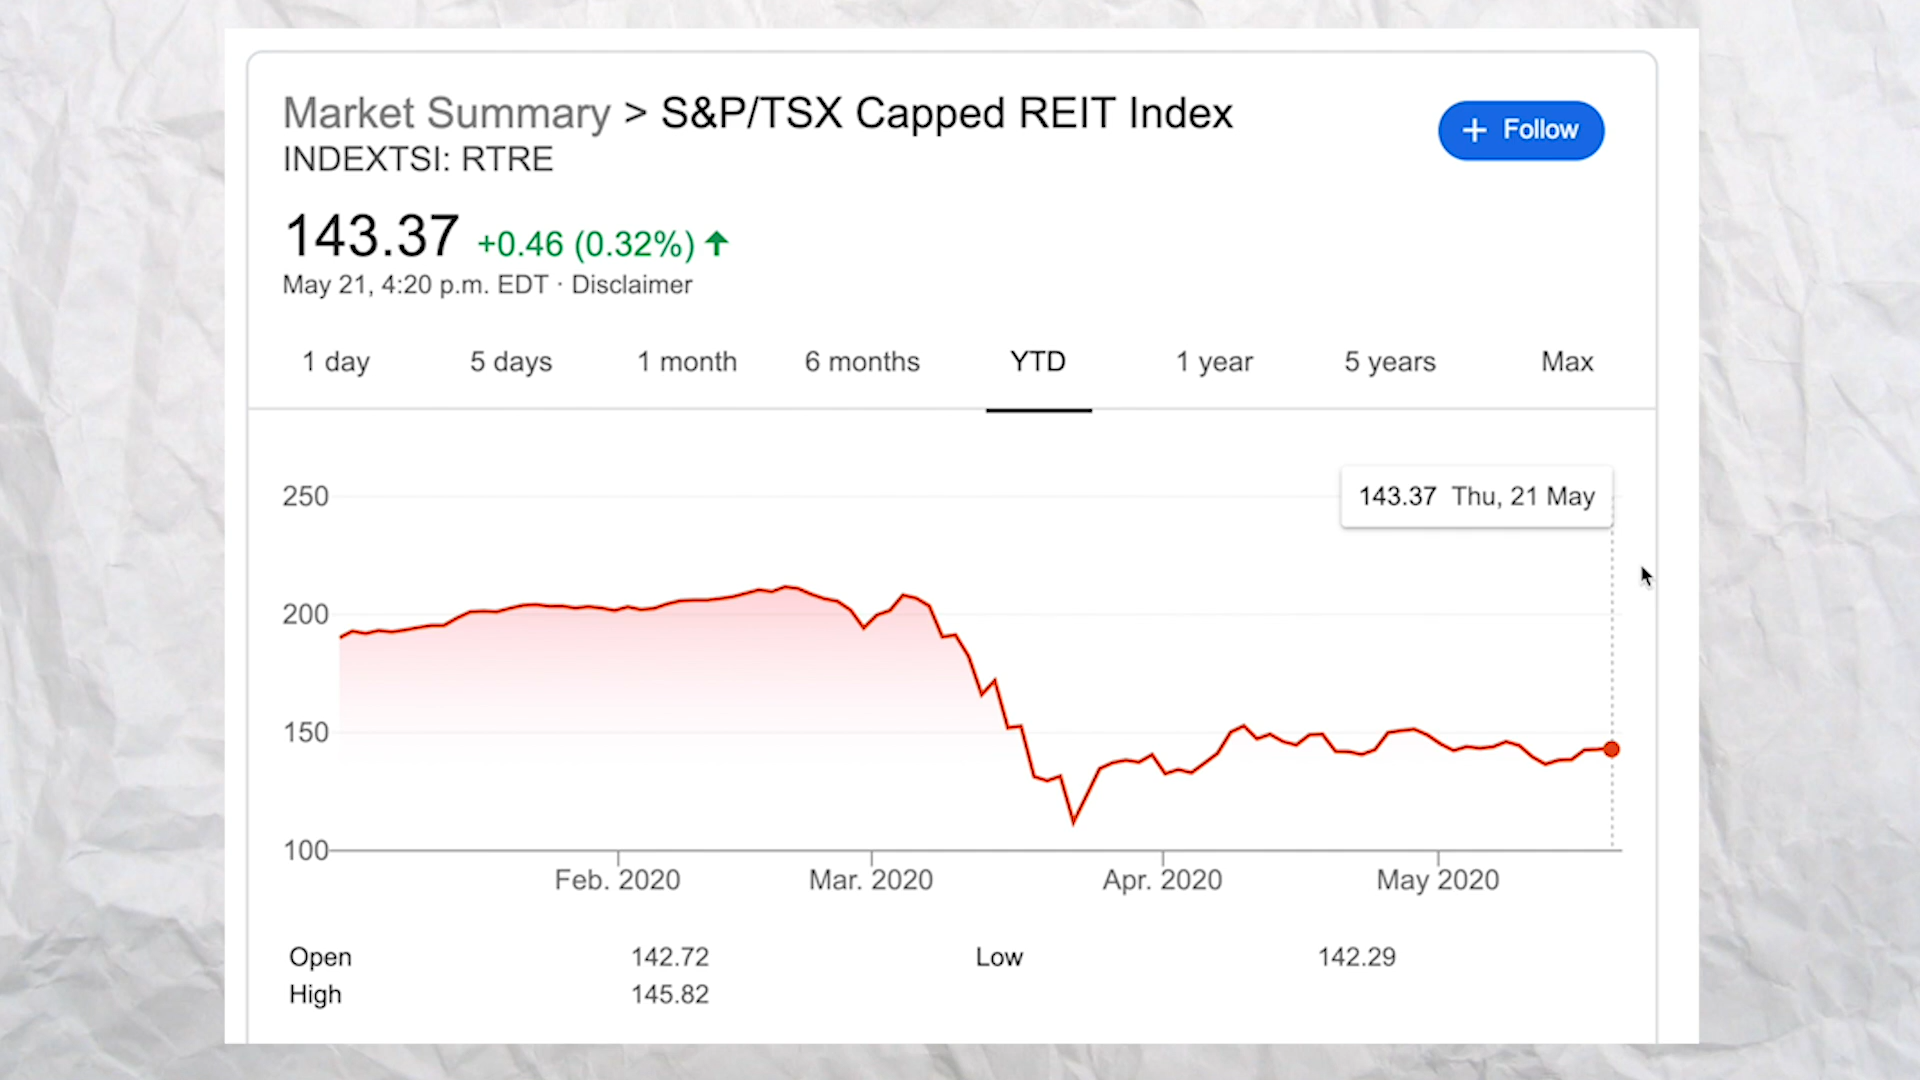 Market Summary > S&P/TSX Capped REIT Index
+ Follow
INDEXTSI: RTRE
143.37 +0.46 (0.32%)
May 21, 4:20 p.m. EDT · Disclaimer
1 day 5 days 1 month 6 months YTD 1 year 5 years Max
143.37 Thu, 21 May
250
200
150
100
Feb. 2020 Mar. 2020 Apr. 2020 May 2020
Open 142.72 Low 142.29
High 145.82